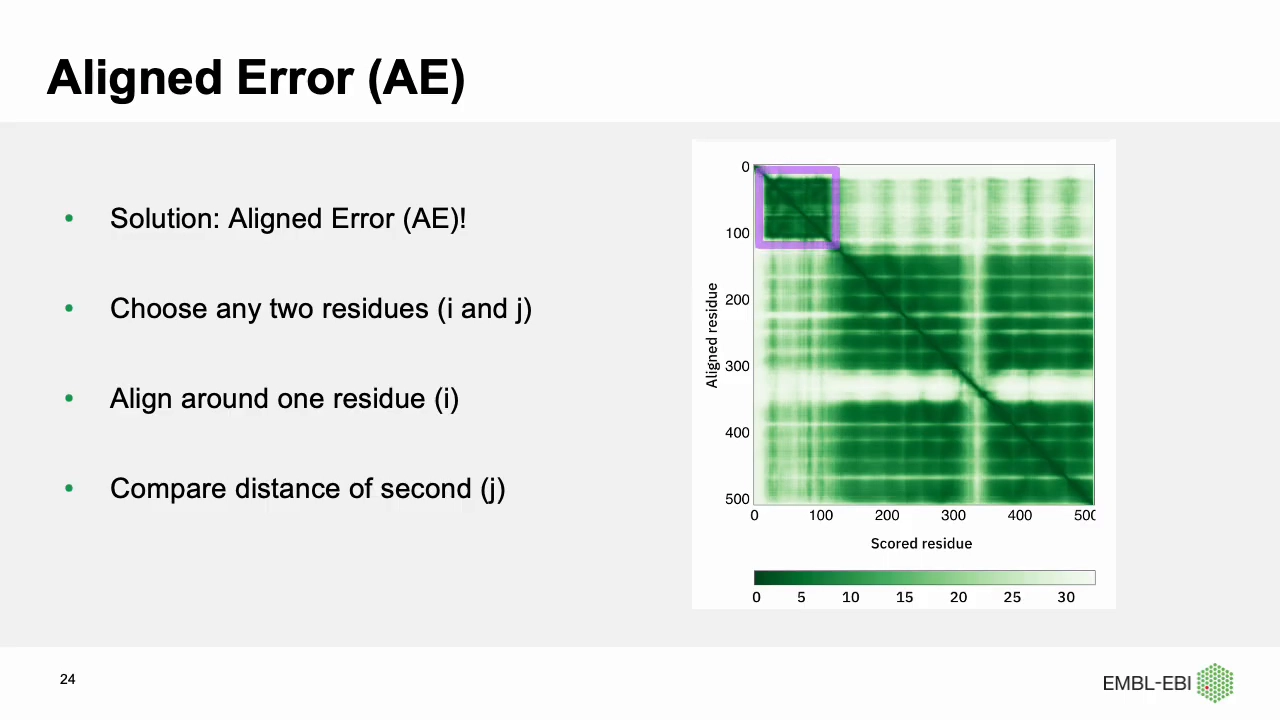 Aligned Error (AE)
• Solution: Aligned Error (AE)!
• Choose any two residues (i and j)
• Align around one residue (i)
• Compare distance of second (j)
Aligned residue
0
100
200
300
400
500
0 100 200 300 400 500
Scored residue
0 5 10 15 20 25 30
24
EMBL-EBI